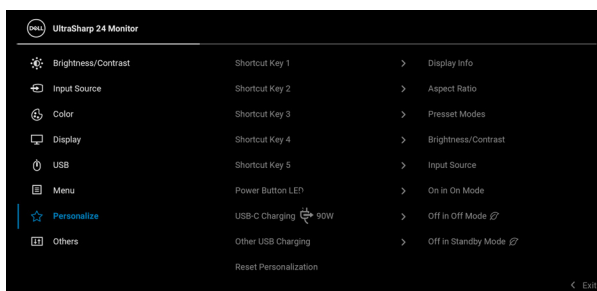 DELL UltraSharp 24 Monitor
Brightness/Contrast Shortcut Key 1 > Display Info
Input Source Shortcut Key 2 > Aspect Ratio
Color Shortcut Key 3 > Presset Modes
Display Shortcut Key 4 > Brightness/Contrast
USB Shortcut Key 5 > Input Source
Menu Power Button LED > On in On Mode
Personalize USB-C Charging 90W > Off in Off Mode
Others Other USB Charging > Off in Standby Mode
Reset Personalization
< Exit